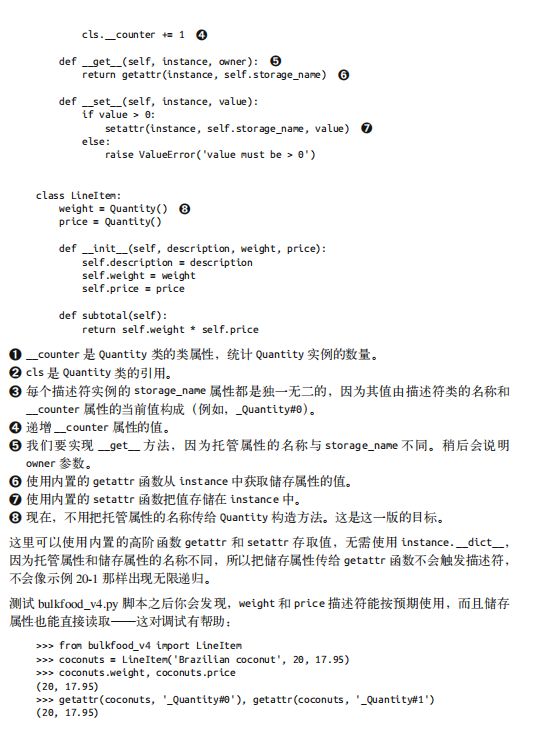 cls.__counter += 1 ❹
def __get__(self, instance, owner): ❺
return getattr(instance, self.storage_name) ❻
def __set__(self, instance, value):
if value > 0:
setattr(instance, self.storage_name, value) ❼
else:
raise ValueError('value must be > 0')
class LineItem:
weight = Quantity() ❽
price = Quantity()
def __init__(self, description, weight, price):
self.description = description
self.weight = weight
self.price = price
def subtotal(self):
return self.weight * self.price
❶ __counter 是 Quantity 类的类属性，统计 Quantity 实例的数量。
❷ cls 是 Quantity 类的引用。
❸ 每个描述符实例的 storage_name 属性都是独一无二的，因为其值由描述符类的名称和
__counter 属性的当前值构成（例如，_Quantity#0）。
❹ 递增 __counter 属性的值。
❺ 我们要实现 __get__ 方法，因为托管属性的名称与 storage_name 不同。稍后会说明
owner 参数。
❻ 使用内置的 getattr 函数从 instance 中获取储存属性的值。
❼ 使用内置的 setattr 函数把值存储在 instance 中。
❽ 现在，不用把托管属性的名称传给 Quantity 构造方法。这是这一版的目标。
这里可以使用内置的高阶函数 getattr 和 setattr 存取值，无需使用 instance.__dict__，
因为托管属性和储存属性的名称不同，所以把储存属性传给 getattr 函数不会触发描述符，
不会像示例 20-1 那样出现无限递归。
测试 bulkfood_v4.py 脚本之后你会发现，weight 和 price 描述符能按预期使用，而且储存
属性也能直接读取——这对调试有帮助：
>>> from bulkfood_v4 import LineItem
>>> coconuts = LineItem('Brazilian coconut', 20, 17.95)
>>> coconuts.weight, coconuts.price
(20, 17.95)
>>> getattr(coconuts, '_Quantity#0'), getattr(coconuts, '_Quantity#1')
(20, 17.95)